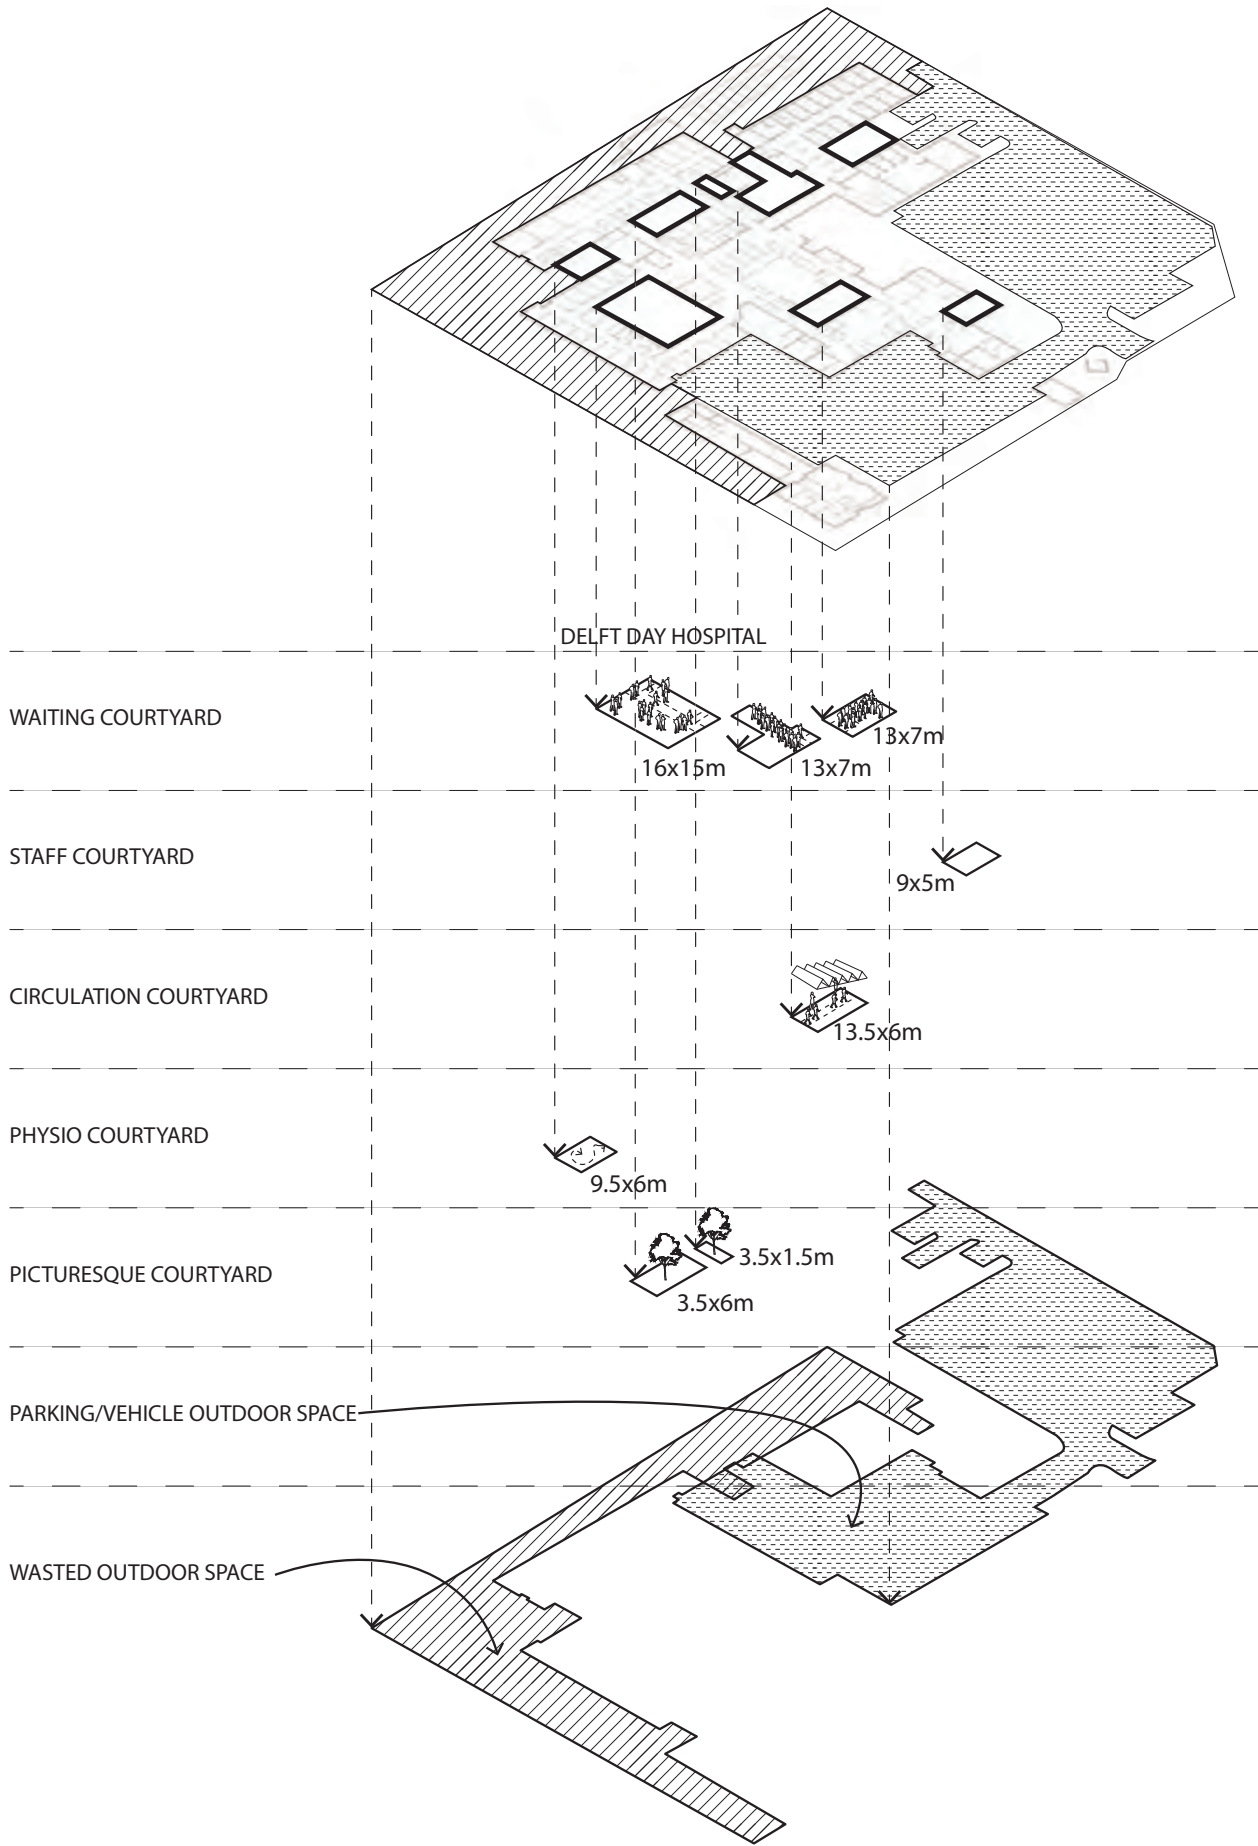 DELFT DAY HOSPITAL
WAITING COURTYARD
16x15m
13x7m
13x7m
STAFF COURTYARD
9x5m
CIRCULATION COURTYARD
13.5x6m
PHYSIO COURTYARD
9.5x6m
PICTURESQUE COURTYARD
3.5x1.5m
3.5x6m
PARKING/VEHICLE OUTDOOR SPACE
WASTED OUTDOOR SPACE